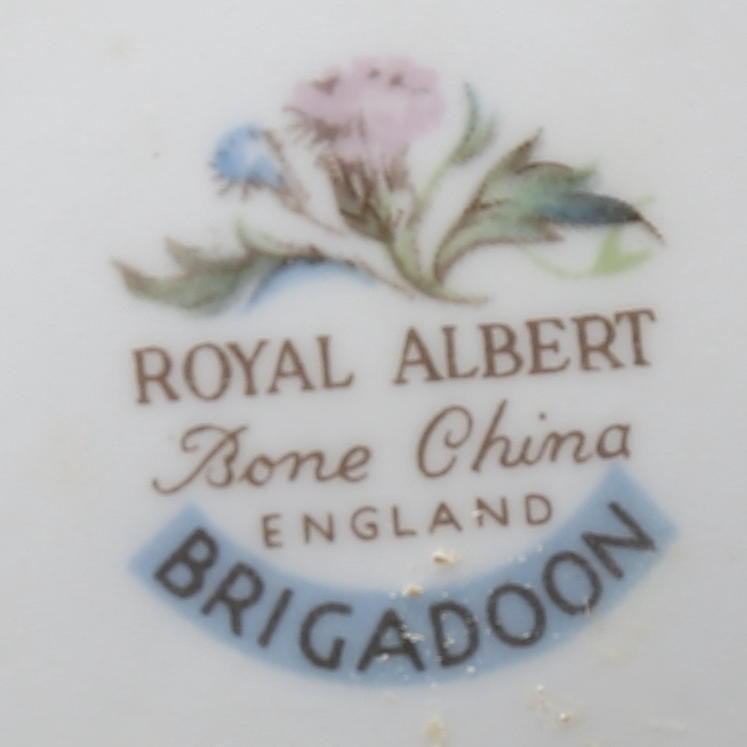 ROYAL ALBERT
Bone China
ENGLAND
BRIGADOON